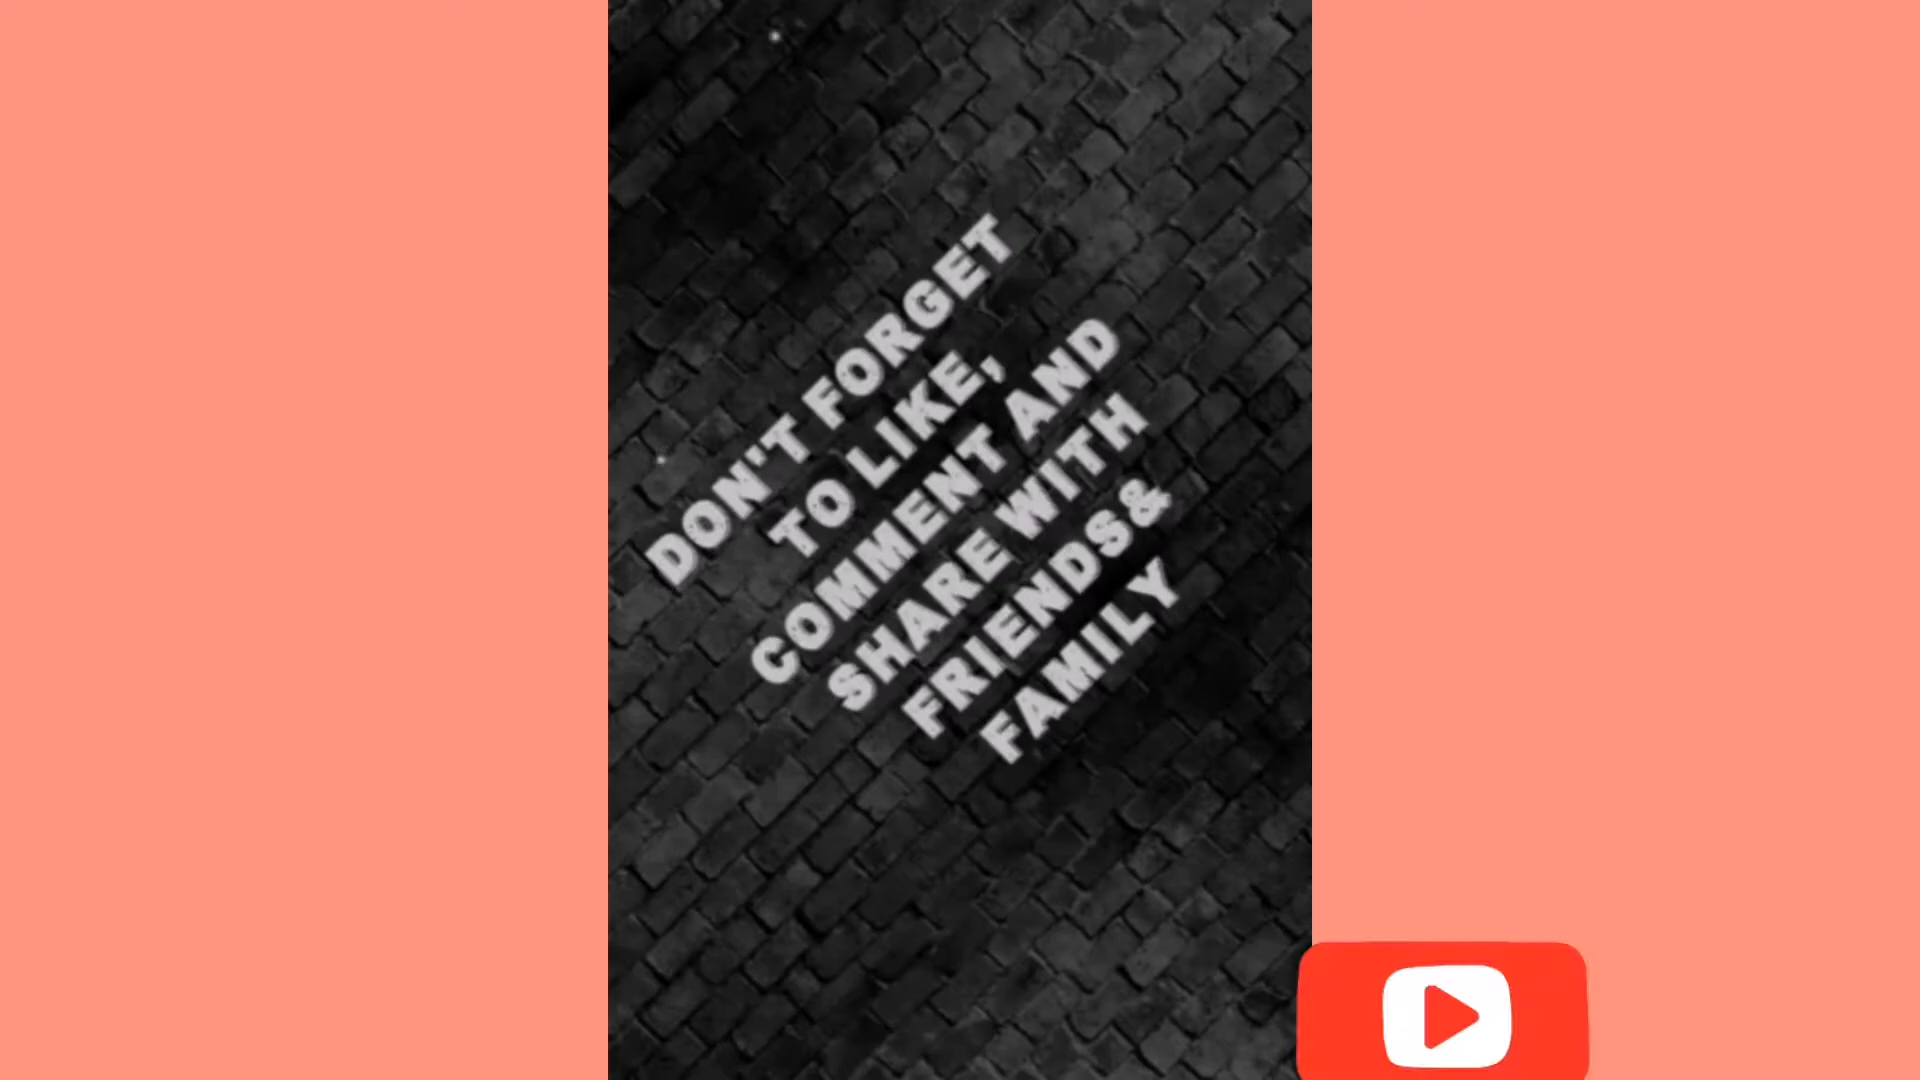 DON'T FORGET
TO LIKE,
COMMENT AND
SHARE WITH
FRIENDS&
FAMILY